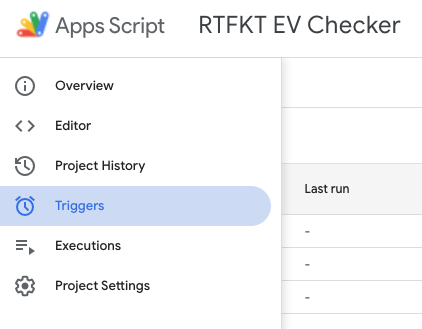 Apps Script
RTFKT EV Checker
Overview
Editor
Project History
Triggers
Executions
Project Settings
Last run
-
-
-